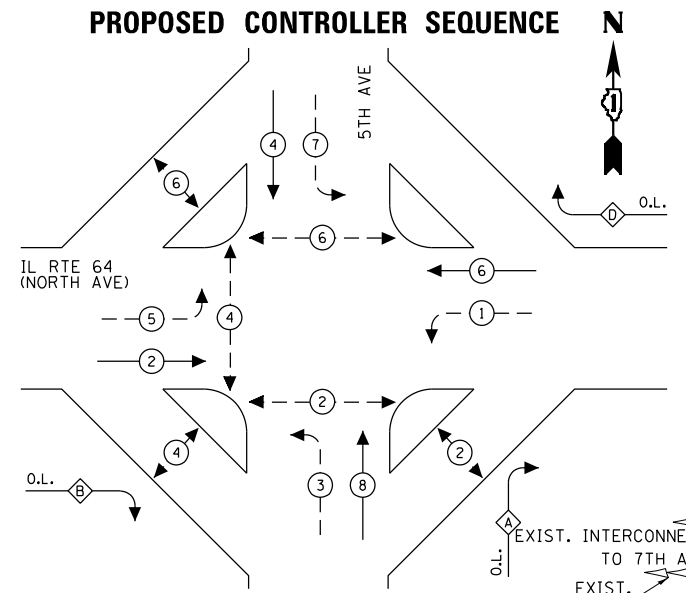 PROPOSED CONTROLLER SEQUENCE
N
5TH AVE
1
4
7
6
6
D
O.L.
IL RTE 64
(NORTH AVE)
6
5
4
1
2
2
4
2
O.L.
B
3
8
A
O.L.
EXIST. INTERCONNE
TO 7TH A
EXIST.